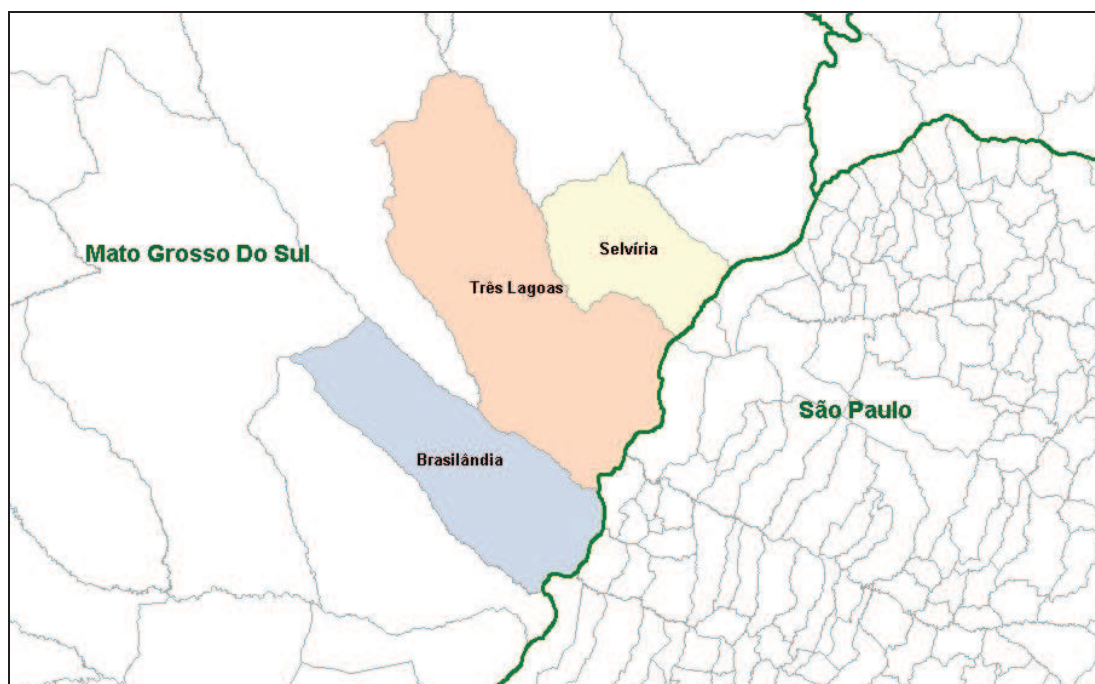 Mato Grosso Do Sul
Selvíria
Três Lagoas
São Paulo
Brasilândia